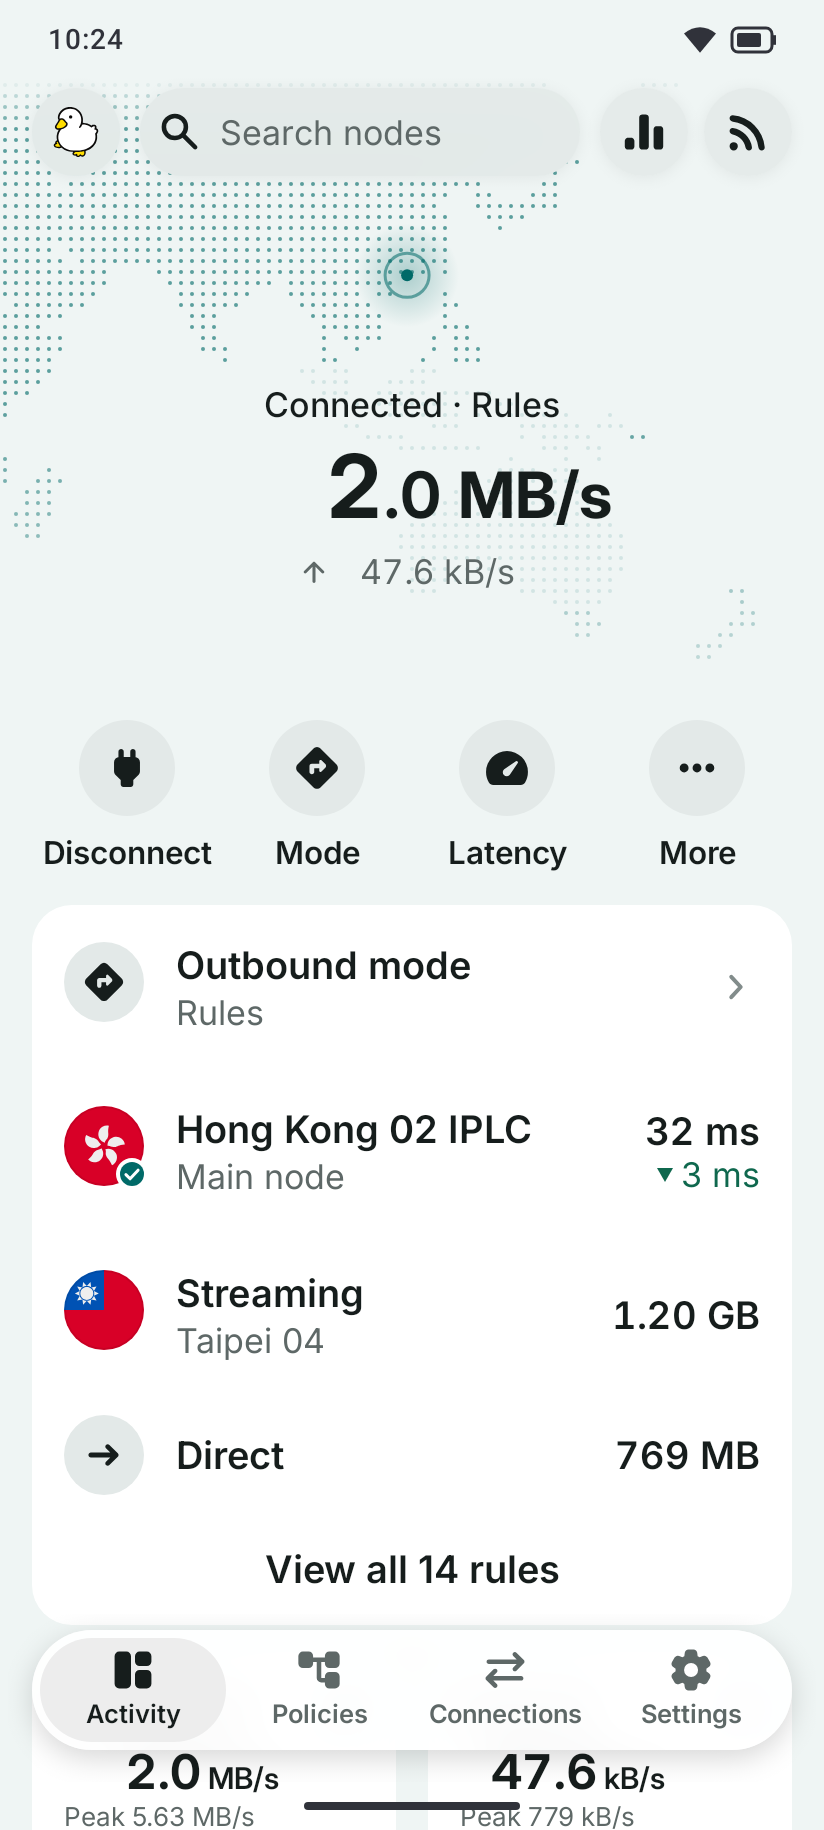 10:24
Search nodes
Connected · Rules
2.0 MB/s
↑ 47.6 kB/s
Disconnect
Mode
Latency
More
Outbound mode
Rules
Hong Kong 02 IPLC
32 ms
Main node
▼3 ms
Streaming
1.20 GB
Taipei 04
Direct
769 MB
View all 14 rules
Activity
Policies
Connections
Settings
2.0 MB/s
47.6 kB/s
Peak 5.63 MB/s
Peak 779 kB/s